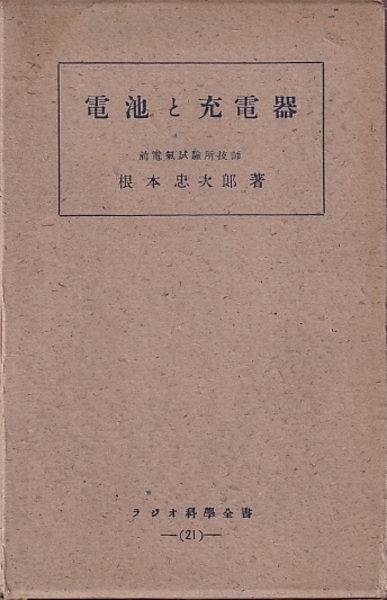 電池と充電器
前電氣試驗所技師
根本忠次郎著
ラジオ科學全書
—(21)—